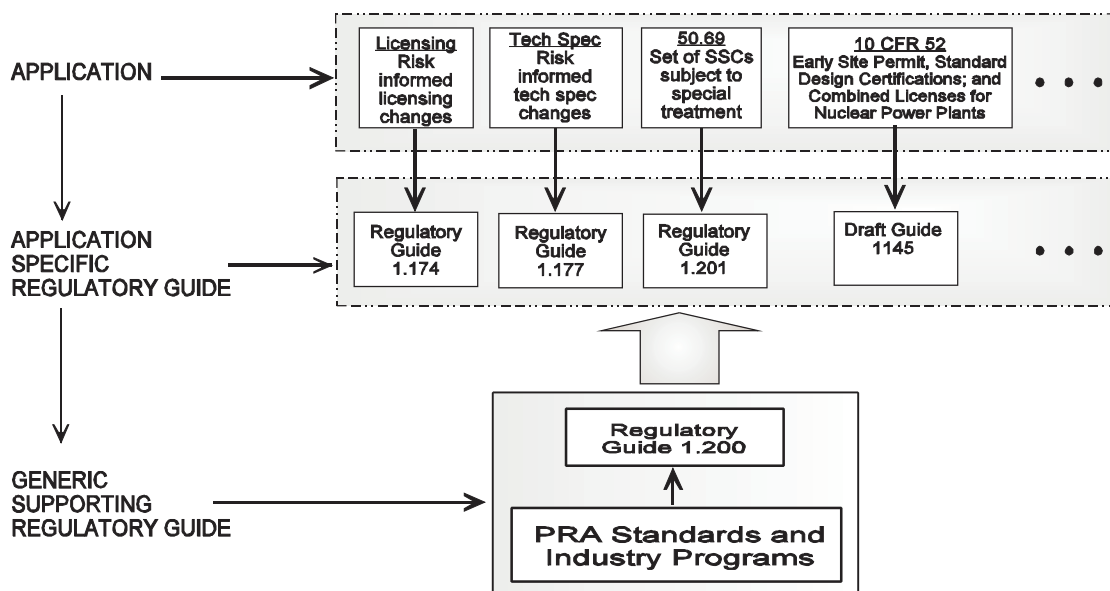 APPLICATION
Licensing
Risk
informed
licensing
changes
Tech Spec
Risk
informed
tech spec
changes
50.69
Set of SSCs
subject to
special
treatment
10 CFR 52
Early Site Permit, Standard
Design Certifications; and
Combined Licenses for
Nuclear Power Plants
• • •
APPLICATION
SPECIFIC
REGULATORY GUIDE
Regulatory
Guide
1.174
Regulatory
Guide
1.177
Regulatory
Guide
1.201
Draft Guide
1145
• • •
GENERIC
SUPPORTING
REGULATORY GUIDE
Regulatory
Guide 1.200
PRA Standards and
Industry Programs